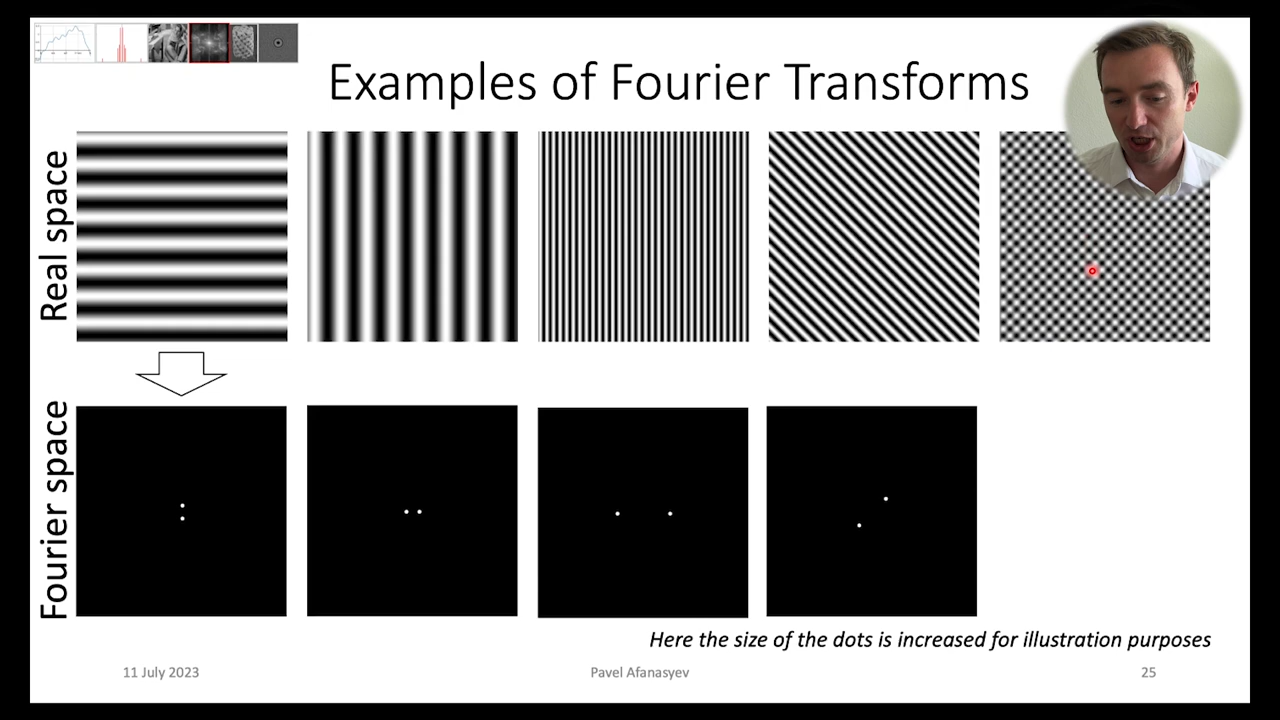 Examples of Fourier Transforms
Real space
Fourier space
Here the size of the dots is increased for illustration purposes
11 July 2023
Pavel Afanasyev
25